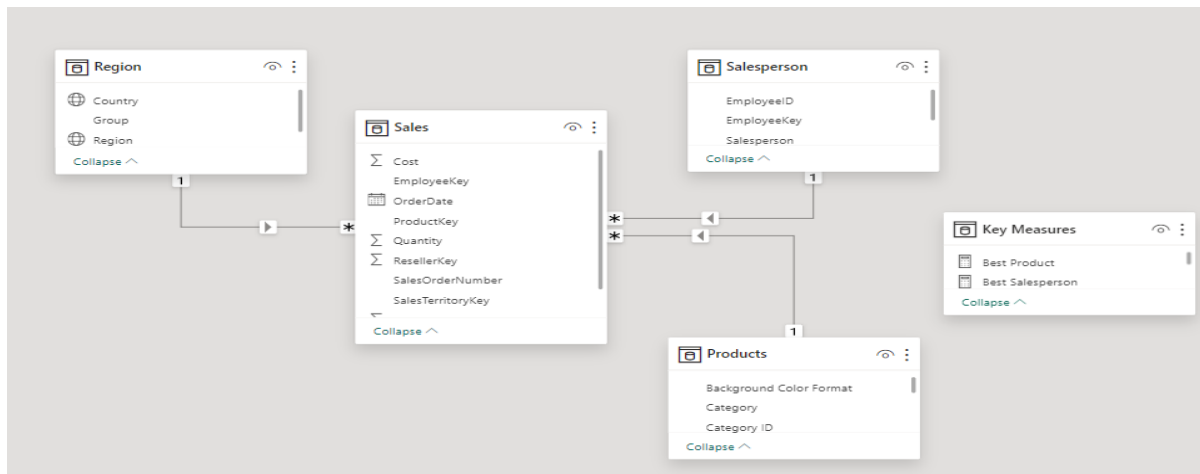 Region
Country
Group
Region
Collapse
1
Sales
Σ Cost
EmployeeKey
OrderDate
ProductKey
Σ Quantity
Σ ResellerKey
SalesOrderNumber
SalesTerritoryKey
Collapse
*
*
*
Salesperson
EmployeeID
EmployeeKey
Salesperson
Collapse
1
Key Measures
Best Product
Best Salesperson
Collapse
1
Products
Background Color Format
Category
Category ID
Collapse